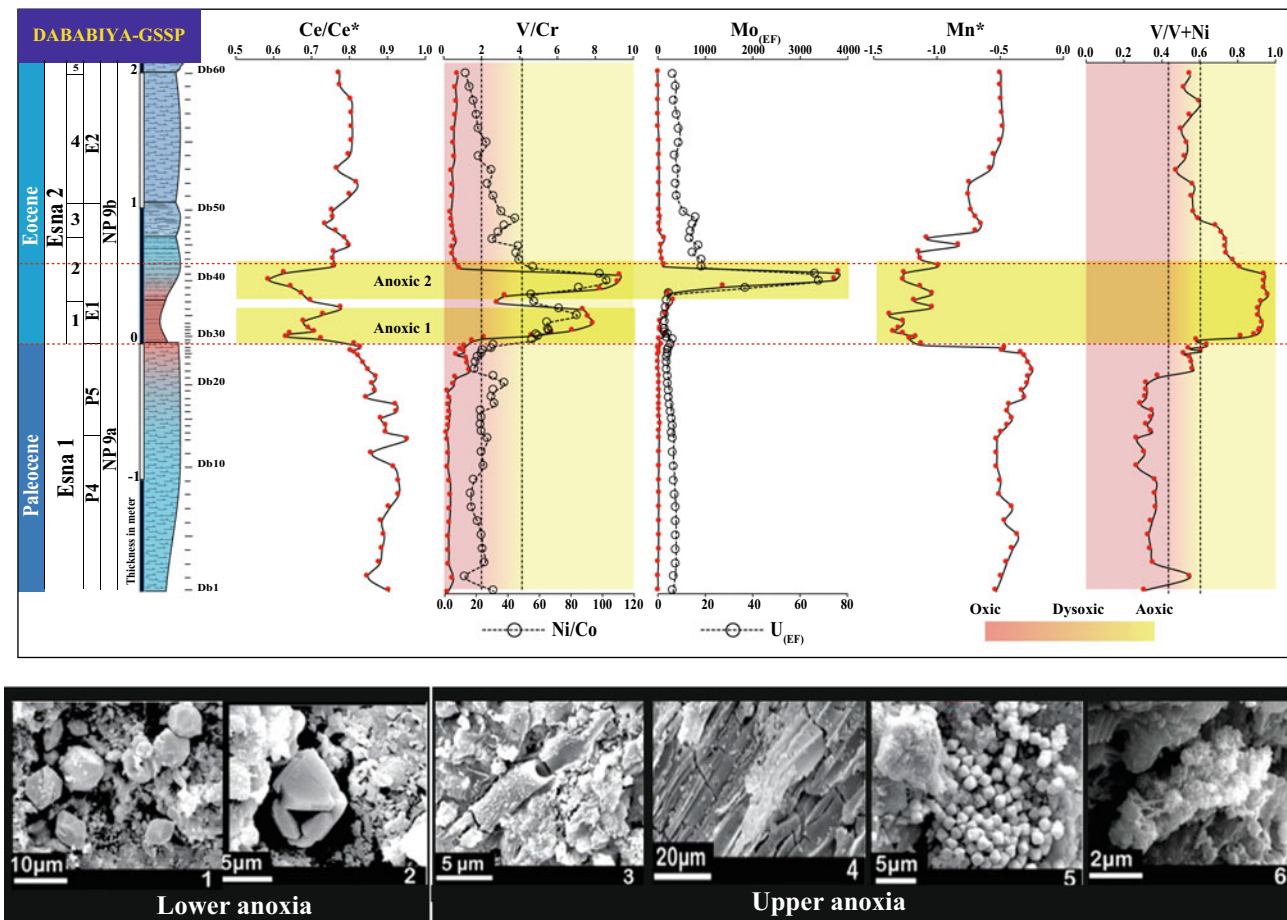 DABABIYA-GSSP
Ce/Ce* V/Cr Mo(EF) Mn* V/V+Ni
0.5 0.6 0.7 0.8 0.9 1.0 0 2 4 6 8 10 0 1000 2000 3000 4000 -1.5 -1.0 -0.5 0.0 0.0 0.2 0.4 0.6 0.8 1.0
Eocene
Paleocene
Esna 2
Esna 1
5
4
3
2
1
E2
E1
P5
P4
NP 9b
NP 9a
2
1
0
-1
Thickness in meter
Db60
Db50
Db40
Db30
Db20
Db10
Db1
Anoxic 2
Anoxic 1
0.0 20 40 60 80 100 120 0 20 40 60 80
Ni/Co
U(EF)
Oxic Dysoxic Aoxic
10µm 1
5µm 2
5 µm 3
20µm 4
5µm 5
2µm 6
Lower anoxia
Upper anoxia